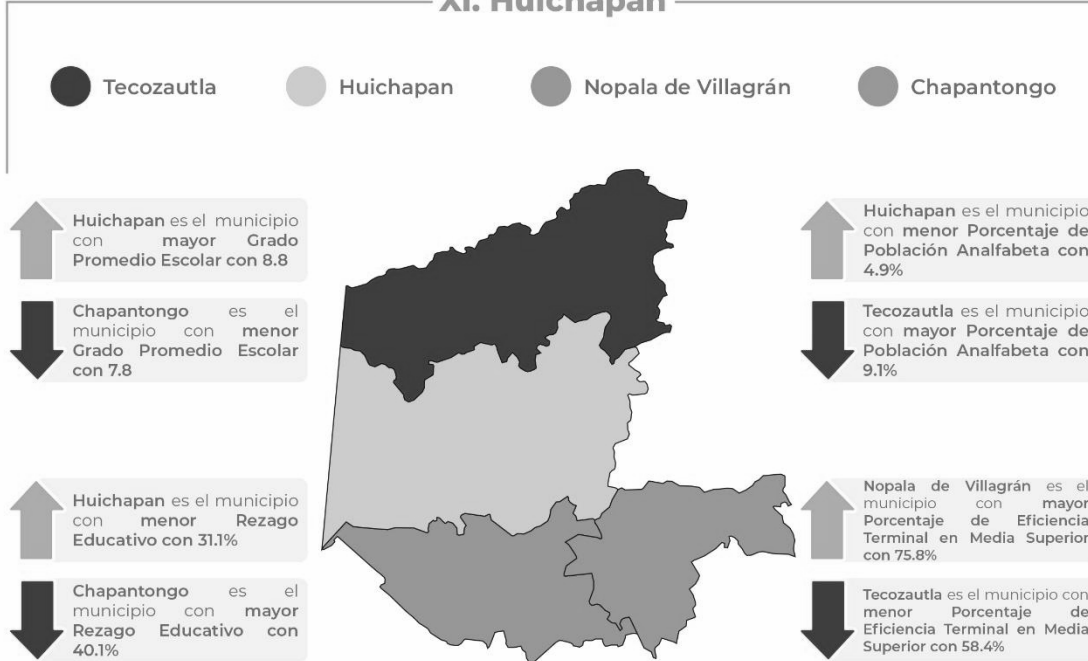 XI. Huichapan
Tecozautla
Huichapan
Nopala de Villagrán
Chapantongo
Huichapan es el municipio
con mayor Grado
Promedio Escolar con 8.8
Chapantongo es el
municipio con menor
Grado Promedio Escolar
con 7.8
Huichapan es el municipio
con menor Rezago
Educativo con 31.1%
Chapantongo es el
municipio con mayor
Rezago Educativo con
40.1%
Huichapan es el municipio
con menor Porcentaje de
Población Analfabeta con
4.9%
Tecozautla es el municipio
con mayor Porcentaje de
Población Analfabeta con
9.1%
Nopala de Villagrán es el
municipio con mayor
Porcentaje de Eficiencia
Terminal en Media Superior
con 75.8%
Tecozautla es el municipio con
menor Porcentaje de
Eficiencia Terminal en Media
Superior con 58.4%